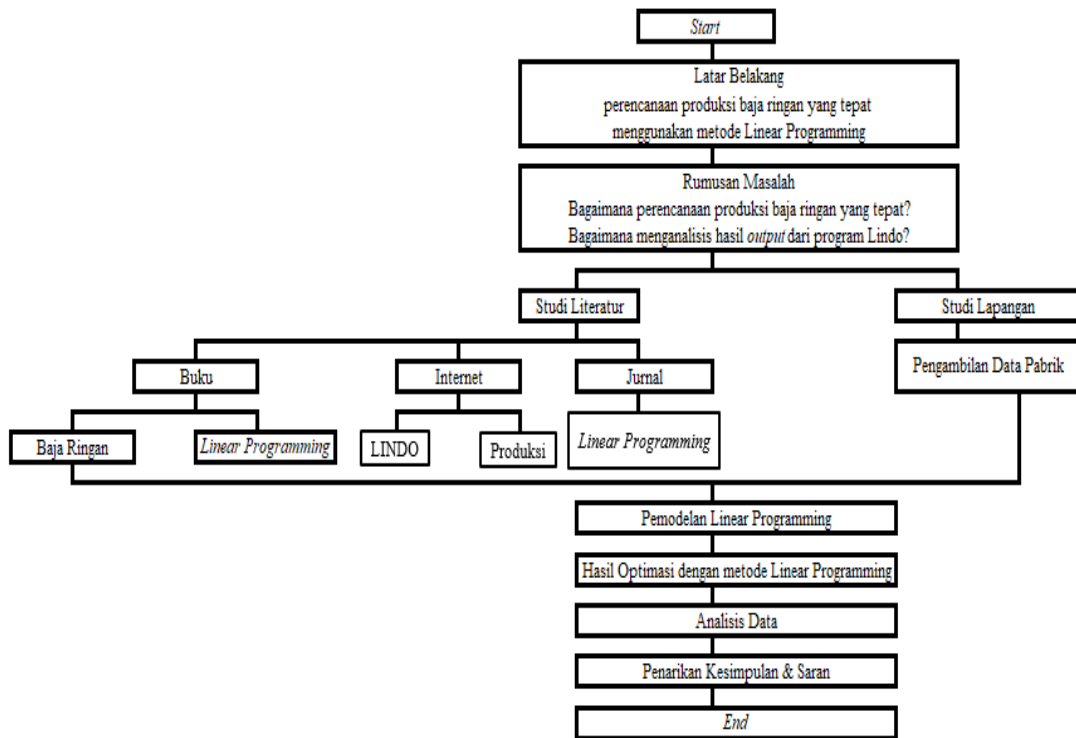 Start
Latar Belakang
perencanaan produksi baja ringan yang tepat
menggunakan metode Linear Programming
Rumusan Masalah
Bagaimana perencanaan produksi baja ringan yang tepat?
Bagaimana menganalisis hasil output dari program Lindo?
Studi Literatur
Studi Lapangan
Buku
Internet
Jurnal
Pengambilan Data Pabrik
Baja Ringan
Linear Programming
LINDO
Produksi
Linear Programming
Pemodelan Linear Programming
Hasil Optimasi dengan metode Linear Programming
Analisis Data
Penarikan Kesimpulan & Saran
End